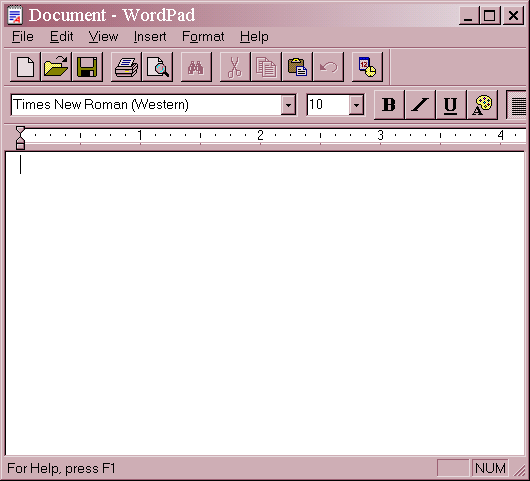 Document - WordPad
File Edit View Insert Format Help
12
Times New Roman (Western) 10 B I U A
1 2 3 4
For Help, press F1 NUM